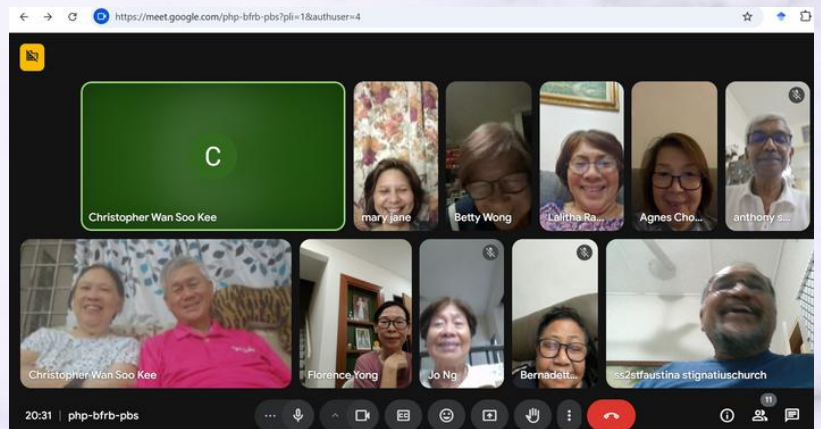 https://meet.google.com/php-bfrb-pbs?pli=1&authuser=4
C
Christopher Wan Soo Kee
mary jane
Betty Wong
Lalitha Ra...
Agnes Cho...
anthony s...
Christopher Wan Soo Kee
Florence Yong
Jo Ng
Bernadett...
ss2stfaustina stignatiuschurch
20:31 | php-bfrb-pbs
CC
11